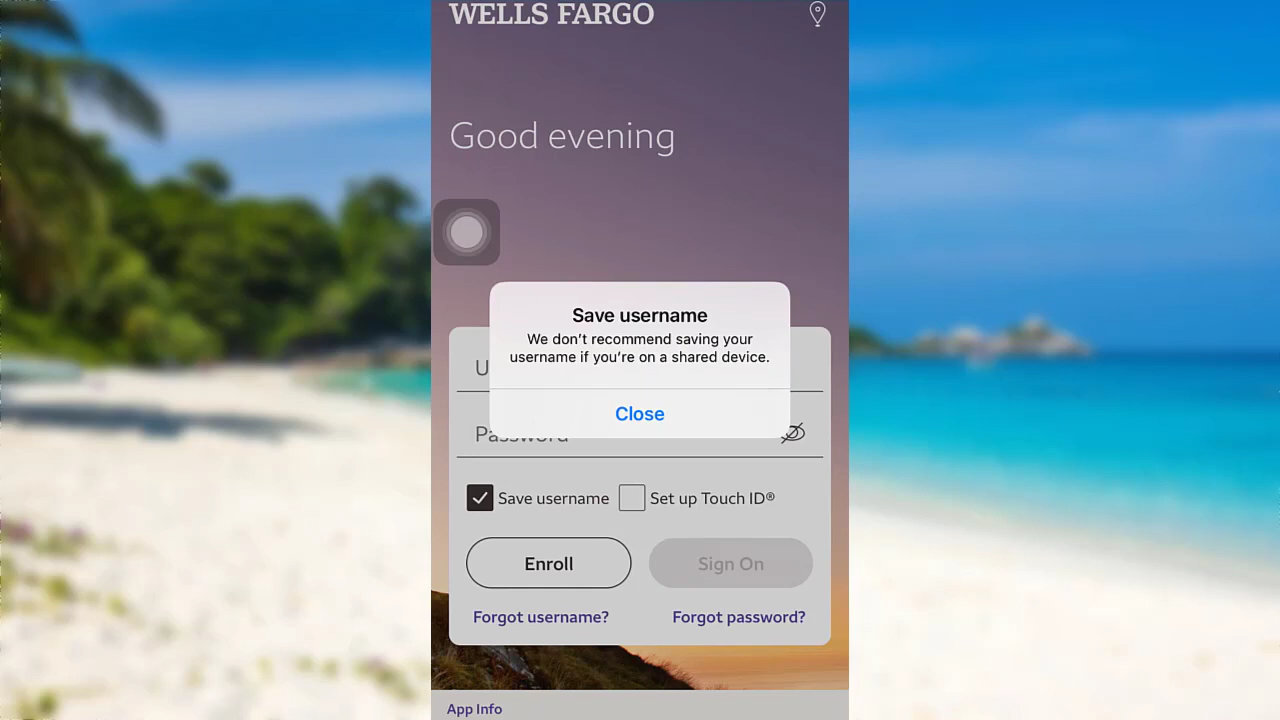 WELLS FARGO
Good evening
Save username
We don't recommend saving your
username if you're on a shared device.
U
Close
Password
Save username
Set up Touch ID®
Enroll
Sign On
Forgot username?
Forgot password?
App Info